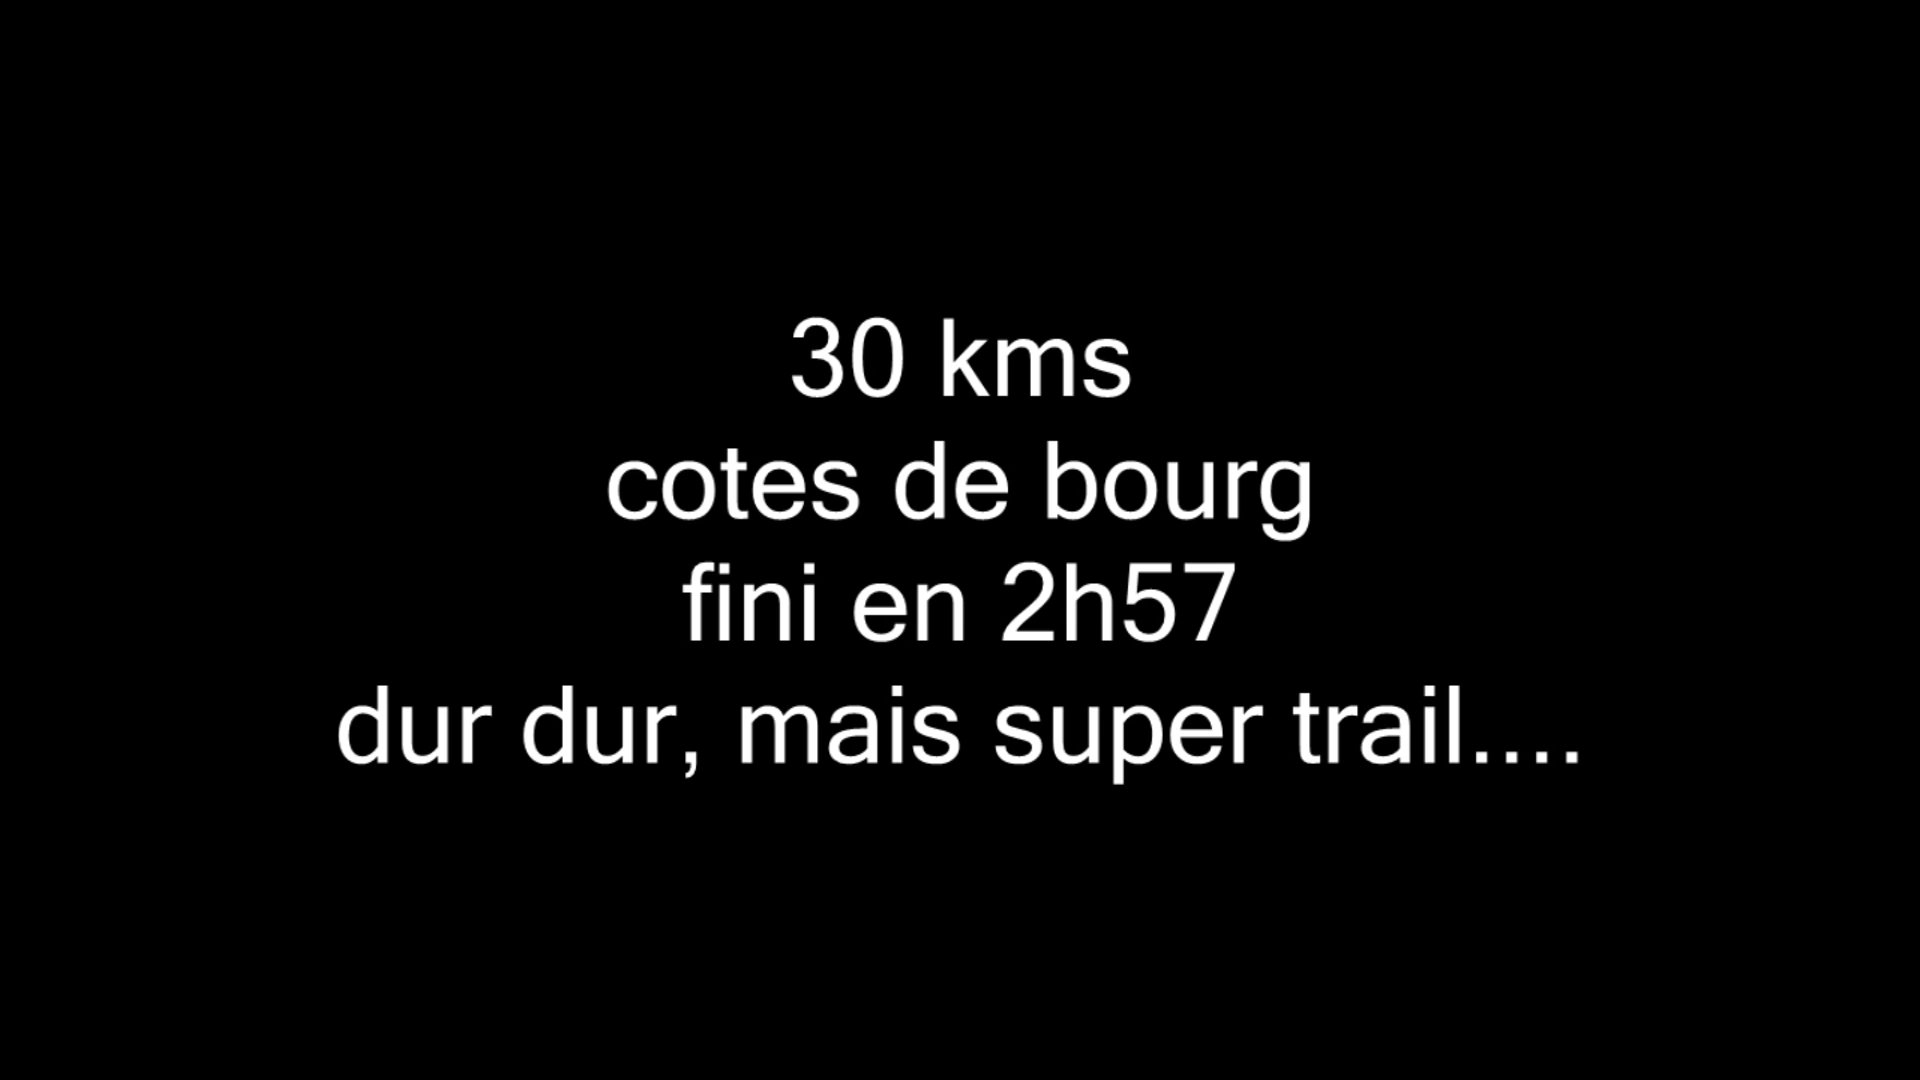 30 kms
cotes de bourg
fini en 2h57
dur dur, mais super trail....